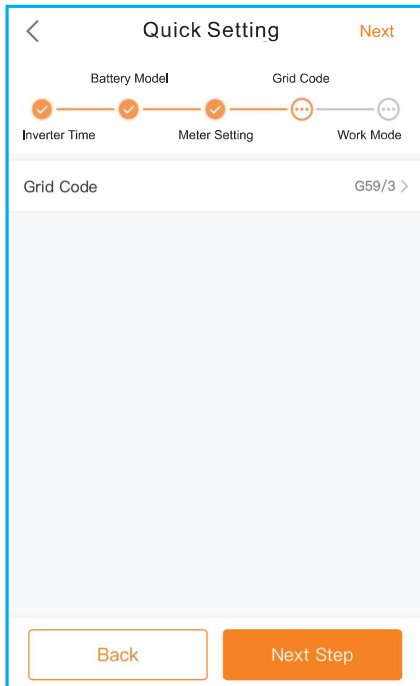 Quick Setting
Next
Battery Model
Grid Code
Inverter Time
Meter Setting
Work Mode
Grid Code
G59/3
Back
Next Step